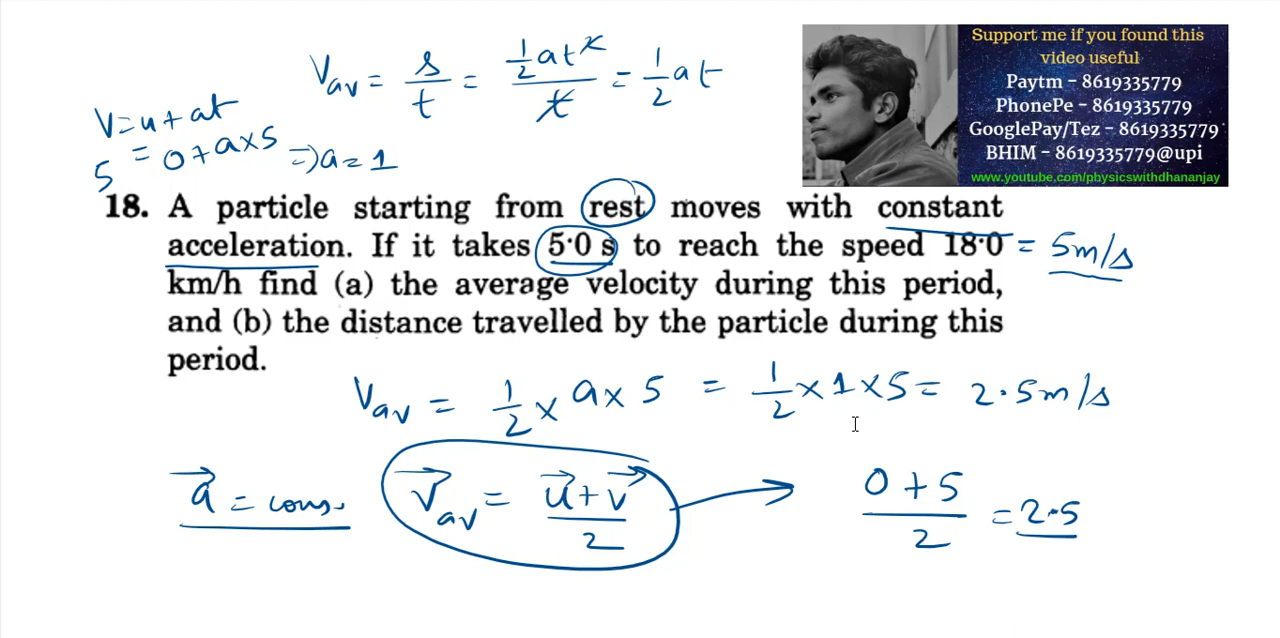 V_av = s/t = ½at²/t = ½at
V = u + at
5 = 0 + a×5 ⇒ a = 1
Support me if you found this
video useful
Paytm - 8619335779
PhonePe - 8619335779
GooglePay/Tez - 8619335779
BHIM - 8619335779@upi
www.youtube.com/physicswithdhananjay
18. A particle starting from rest moves with constant
acceleration. If it takes 5·0 s to reach the speed 18·0 = 5m/s
km/h find (a) the average velocity during this period,
and (b) the distance travelled by the particle during this
period.
V_av = ½ × a × 5 = ½ × 1 × 5 = 2.5 m/s
a⃗ = cons. V⃗_av = (u⃗ + v⃗)/2 → (0 + 5)/2 = 2.5